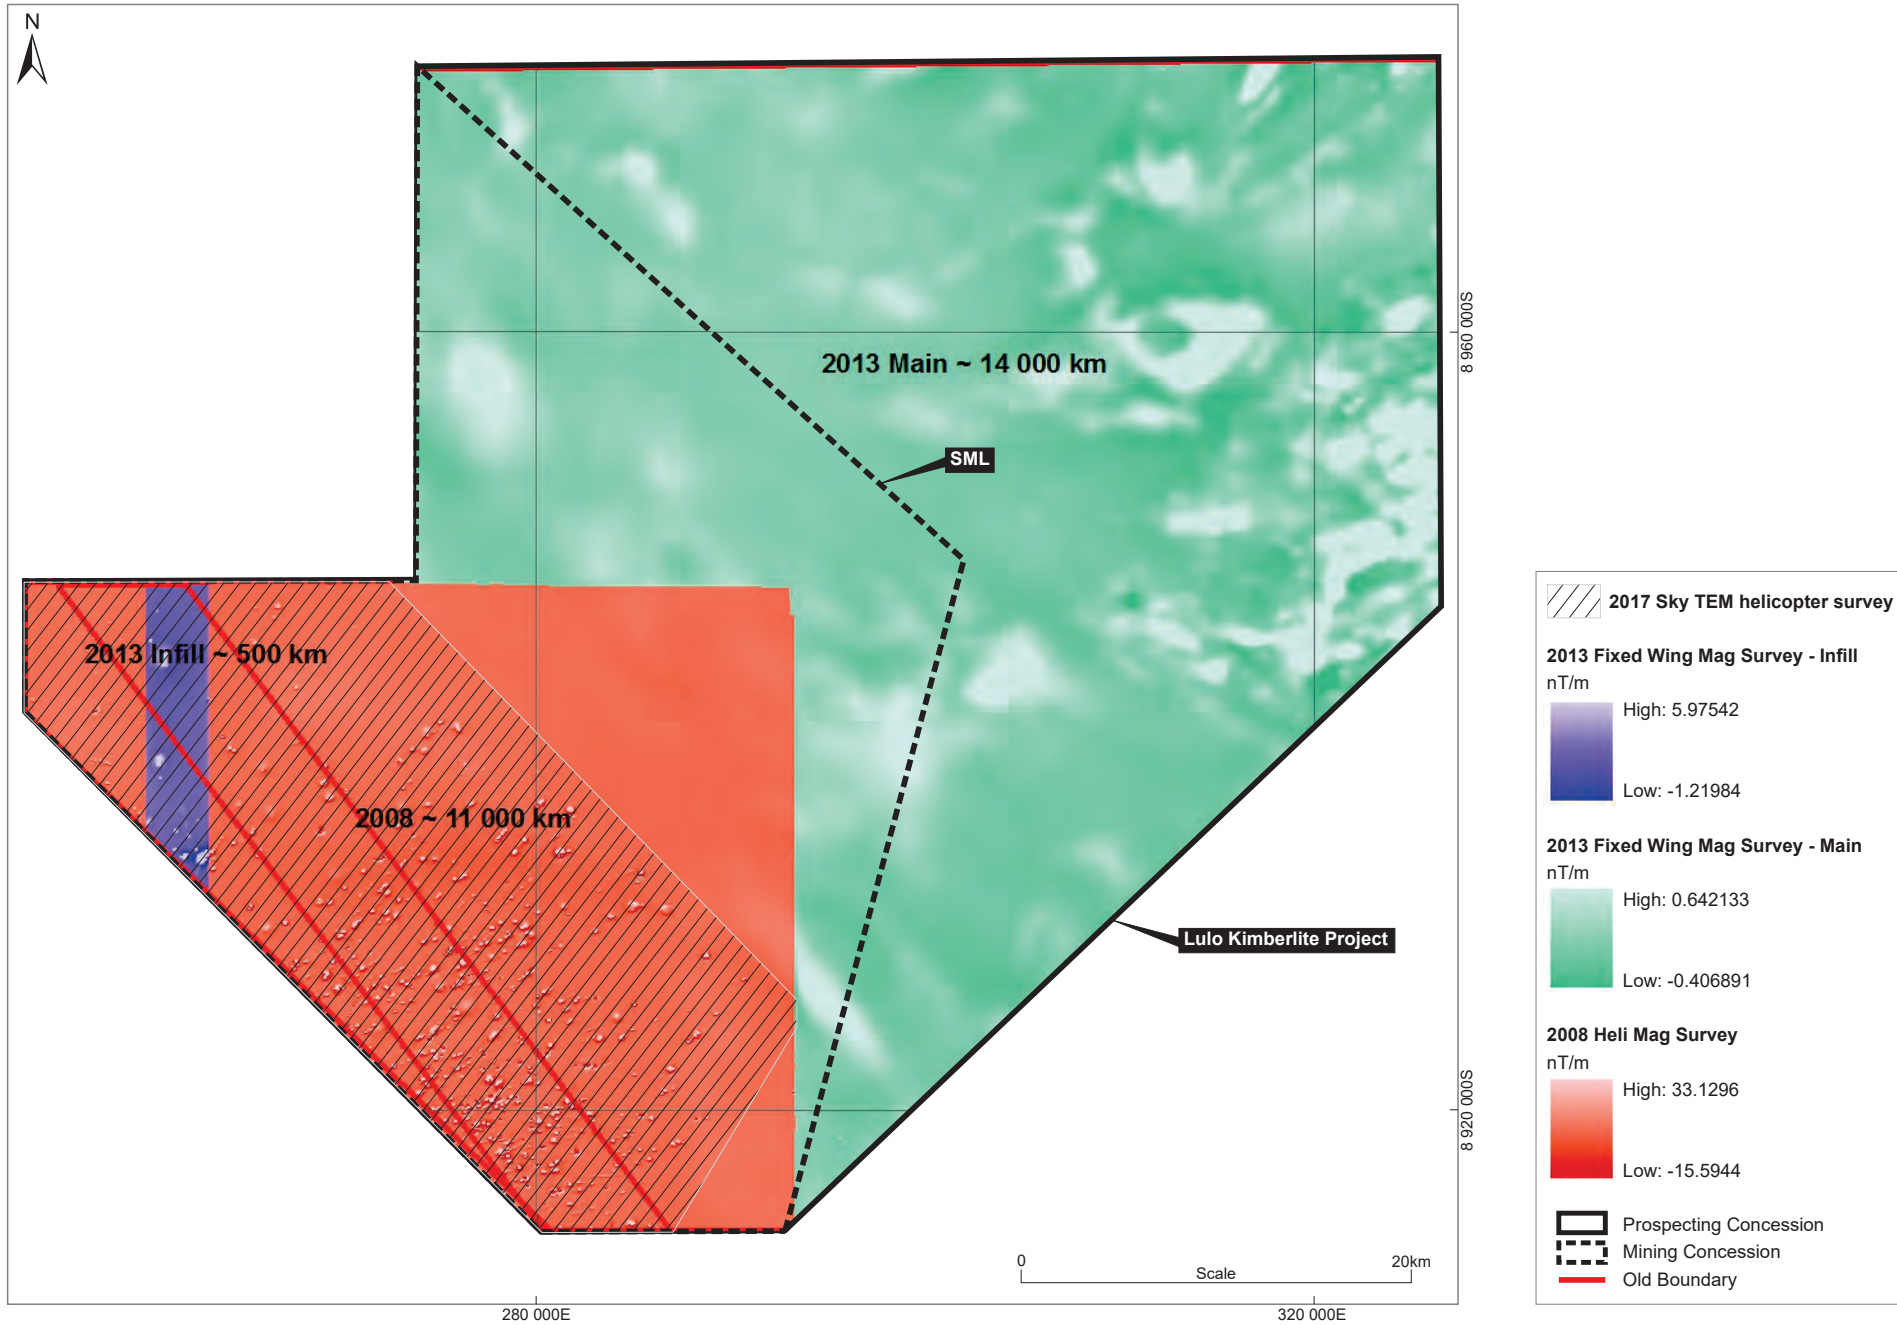 N
2013 Main ~ 14 000 km
SML
2013 Infill ~ 500 km
2008 ~ 11 000 km
Lulo Kimberlite Project
8 960 000S
8 920 000S
0
20km
Scale
280 000E
320 000E
2017 Sky TEM helicopter survey
2013 Fixed Wing Mag Survey - Infill
nT/m
High: 5.97542
Low: -1.21984
2013 Fixed Wing Mag Survey - Main
nT/m
High: 0.642133
Low: -0.406891
2008 Heli Mag Survey
nT/m
High: 33.1296
Low: -15.5944
Prospecting Concession
Mining Concession
Old Boundary